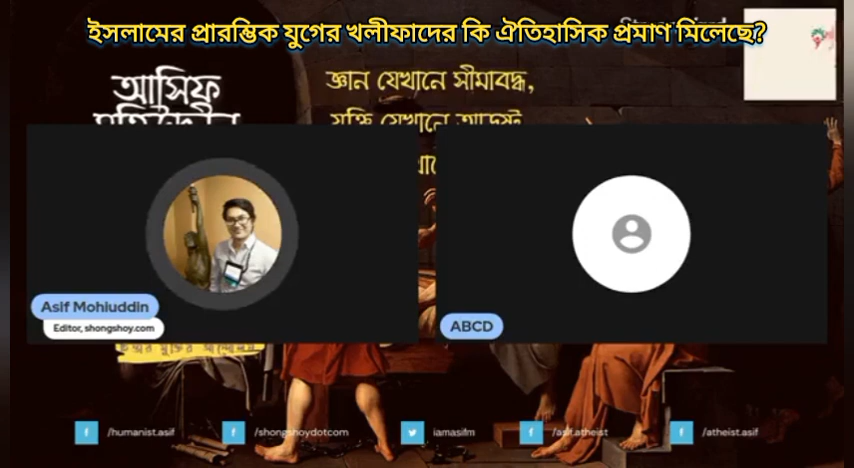 ইসলামের প্রারম্ভিক যুগের খলীফাদের কি ঐতিহাসিক প্রমাণ মিলেছে?
আসিফ
জ্ঞান যেখানে সীমাবদ্ধ,
যুক্তি যেখানে আড়ষ্ট
Asif Mohiuddin
Editor, shongshoy.com
ABCD
/humanist.asif
/shongshoydotcom
iamasifm
/asif.atheist
/atheist.asif